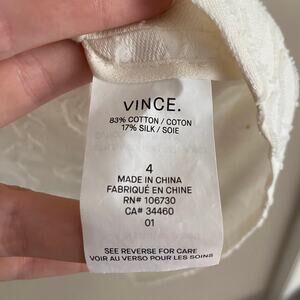 VINCE.
83% COTTON / COTON
17% SILK / SOIE
4
MADE IN CHINA
FABRIQUÉ EN CHINE
RN# 106730
CA# 34460
01
SEE REVERSE FOR CARE
VOIR AU VERSO POUR LES SOINS